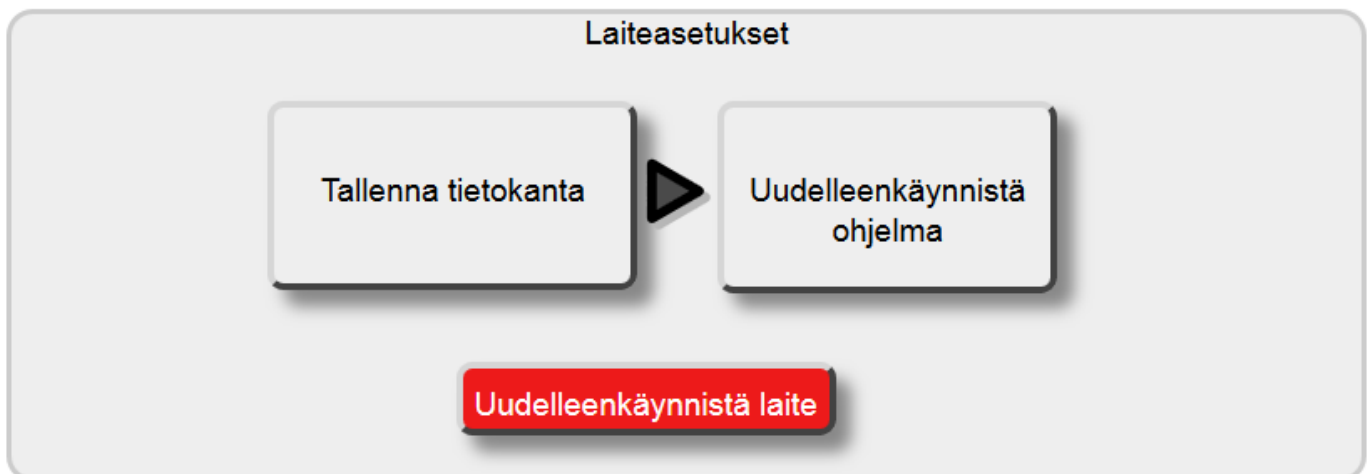 Laiteasetukset
Tallenna tietokanta
Uudelleenkäynnistä
ohjelma
Uudelleenkäynnistä laite